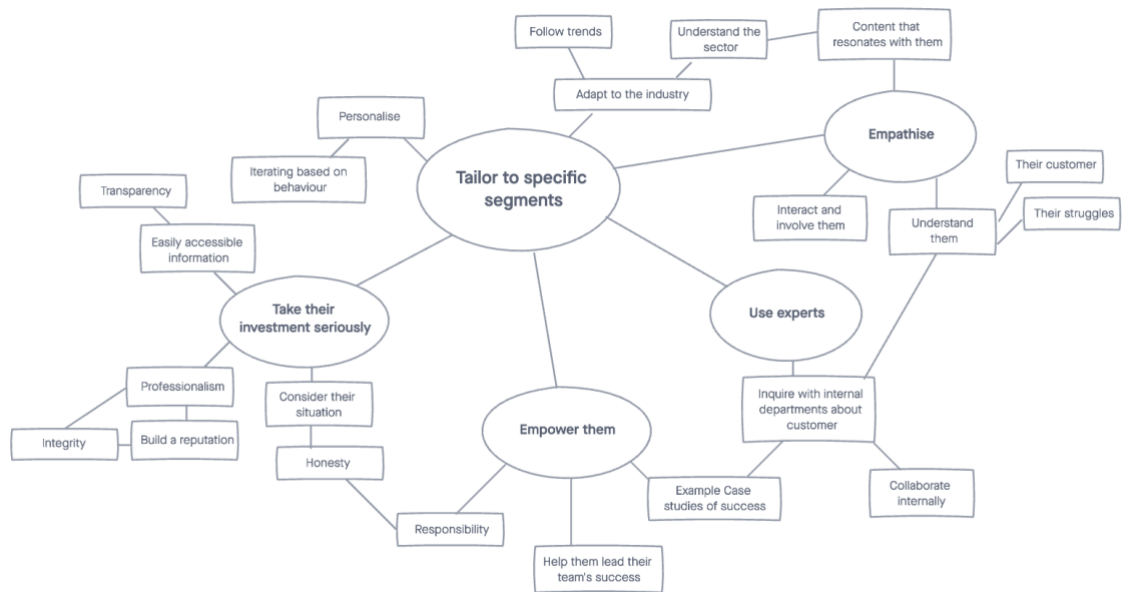 Follow trends
Understand the
sector
Content that
resonates with them
Adapt to the industry
Personalise
Empathise
Iterating based on
behaviour
Tailor to specific
segments
Their customer
Transparency
Interact and
involve them
Understand
them
Their struggles
Easily accessible
information
Take their
investment seriously
Use experts
Professionalism
Consider their
situation
Inquire with internal
departments about
customer
Integrity
Build a reputation
Empower them
Honesty
Example Case
studies of success
Collaborate
internally
Responsibility
Help them lead their
team's success